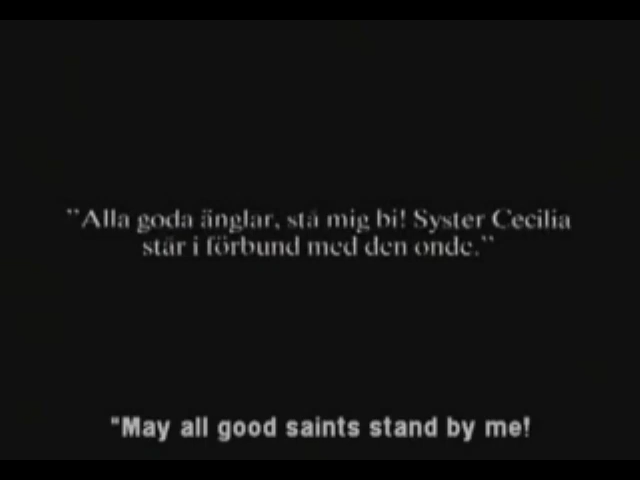 "Alla goda änglar, stå mig bi! Syster Cecilia
står i förbund med den onde."
"May all good saints stand by me!